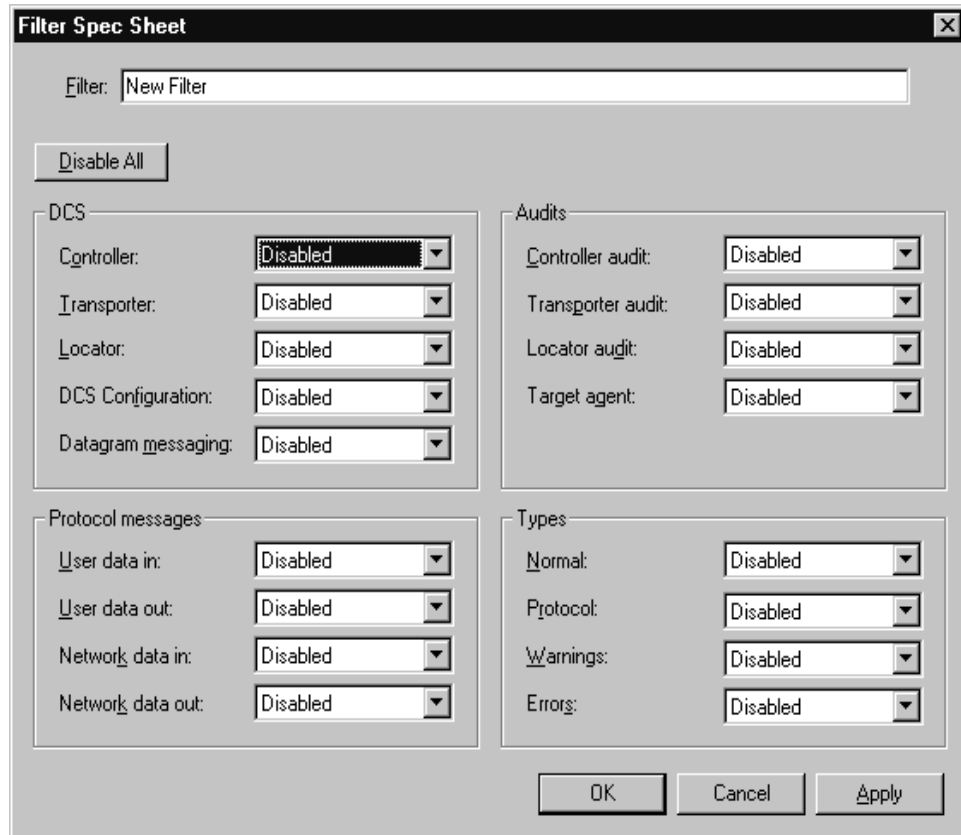 Filter Spec Sheet
Filter: New Filter
Disable All
DCS
Controller: Disabled
Transporter: Disabled
Locator: Disabled
DCS Configuration: Disabled
Datagram messaging: Disabled
Audits
Controller audit: Disabled
Transporter audit: Disabled
Locator audit: Disabled
Target agent: Disabled
Protocol messages
User data in: Disabled
User data out: Disabled
Network data in: Disabled
Network data out: Disabled
Types
Normal: Disabled
Protocol: Disabled
Warnings: Disabled
Errors: Disabled
OK Cancel Apply